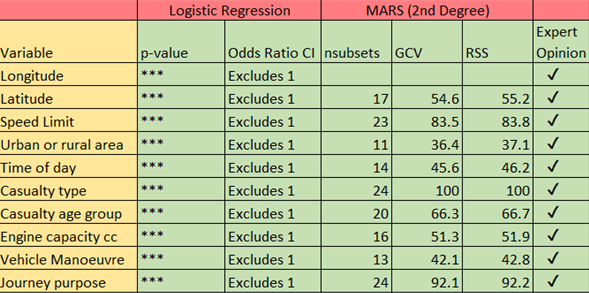 Logistic Regression MARS (2nd Degree)
Expert
Variable p-value Odds Ratio CI nsubsets GCV RSS Opinion
Longitude *** Excludes 1 ✓
Latitude *** Excludes 1 17 54.6 55.2 ✓
Speed Limit *** Excludes 1 23 83.5 83.8 ✓
Urban or rural area *** Excludes 1 11 36.4 37.1 ✓
Time of day *** Excludes 1 14 45.6 46.2 ✓
Casualty type *** Excludes 1 24 100 100 ✓
Casualty age group *** Excludes 1 20 66.3 66.7 ✓
Engine capacity cc *** Excludes 1 16 51.3 51.9 ✓
Vehicle Manoeuvre *** Excludes 1 13 42.1 42.8 ✓
Journey purpose *** Excludes 1 24 92.1 92.2 ✓